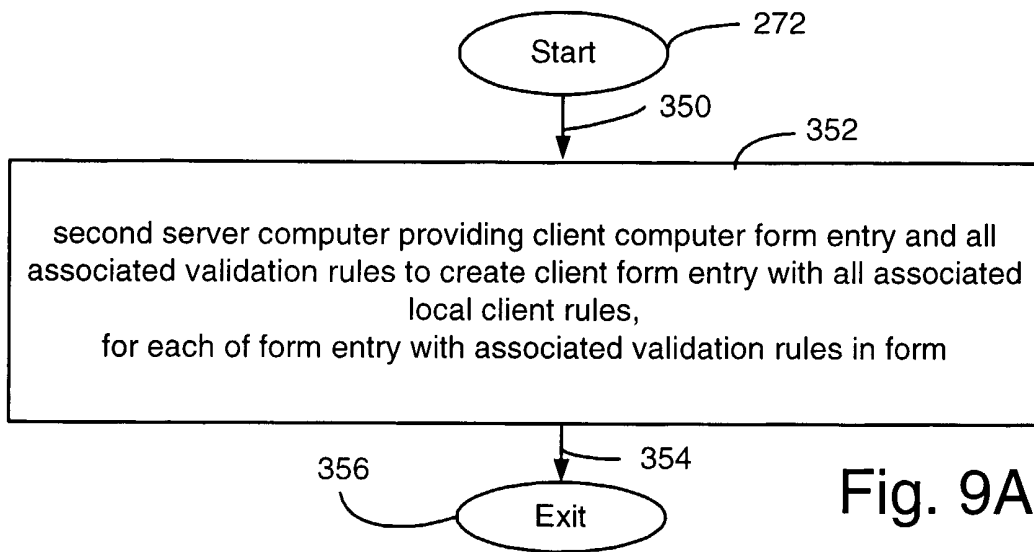 272
Start
350
352
second server computer providing client computer form entry and all
associated validation rules to create client form entry with all associated
local client rules,
for each of form entry with associated validation rules in form
354
356
Exit
Fig. 9A